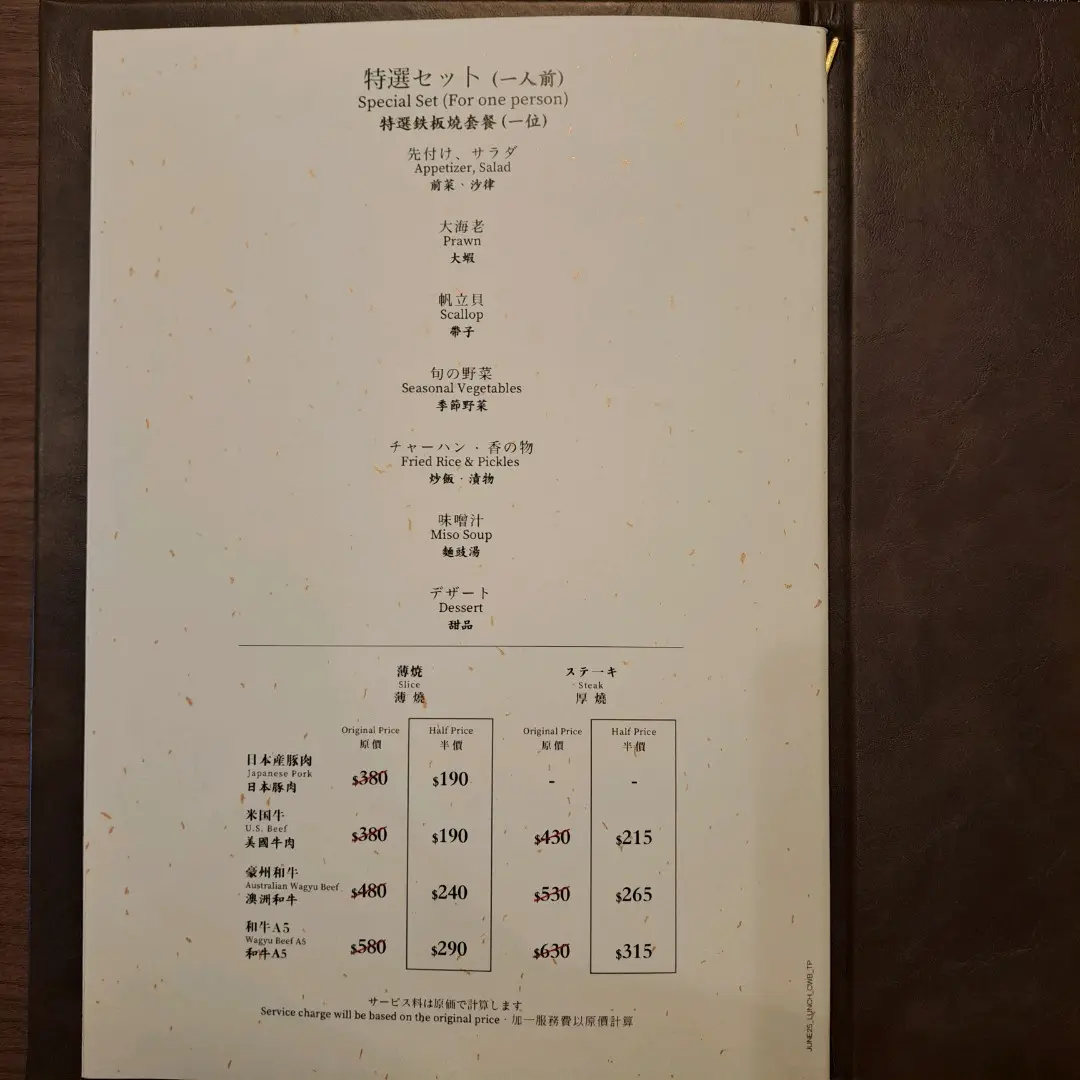 特選セット (一人前)
Special Set (For one person)
特選鉄板燒套餐 (一位)
先付け、サラダ
Appetizer, Salad
前菜・沙律
大海老
Prawn
大蝦
帆立貝
Scallop
帶子
旬の野菜
Seasonal Vegetables
季節野菜
チャーハン・香の物
Fried Rice & Pickles
炒飯・漬物
味噌汁
Miso Soup
麵豉湯
デザート
Dessert
甜品
薄焼 ステーキ
Slice Steak
薄燒 厚燒
Original Price Half Price Original Price Half Price
原價 半價 原價 半價
日本産豚肉
Japanese Pork $380 $190 - -
日本豚肉
米国牛
U.S. Beef $380 $190 $430 $215
美國牛肉
豪州和牛
Australian Wagyu Beef $480 $240 $530 $265
澳洲和牛
和牛A5
Wagyu Beef A5 $580 $290 $630 $315
和牛A5
サービス料は原価で計算します
Service charge will be based on the original price・加一服務費以原價計算
JUNE25_LUNCH_CWB_TP